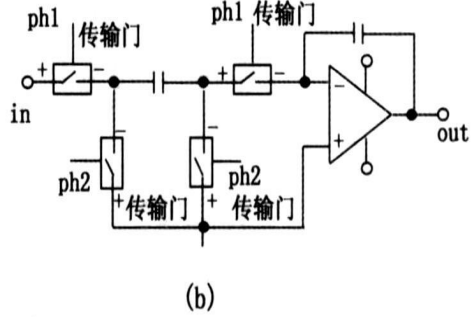 ph1 传输门
ph1 传输门
+ - + - -
in
+
out
- -
ph2
ph2
+ 传输门 + 传输门
(b)